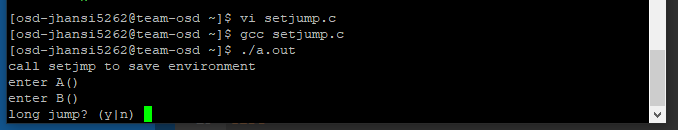 [osd-jhansi5262@team-osd ~]$ vi setjump.c
[osd-jhansi5262@team-osd ~]$ gcc setjump.c
[osd-jhansi5262@team-osd ~]$ ./a.out
call setjmp to save environment
enter A()
enter B()
long jump? (y|n)